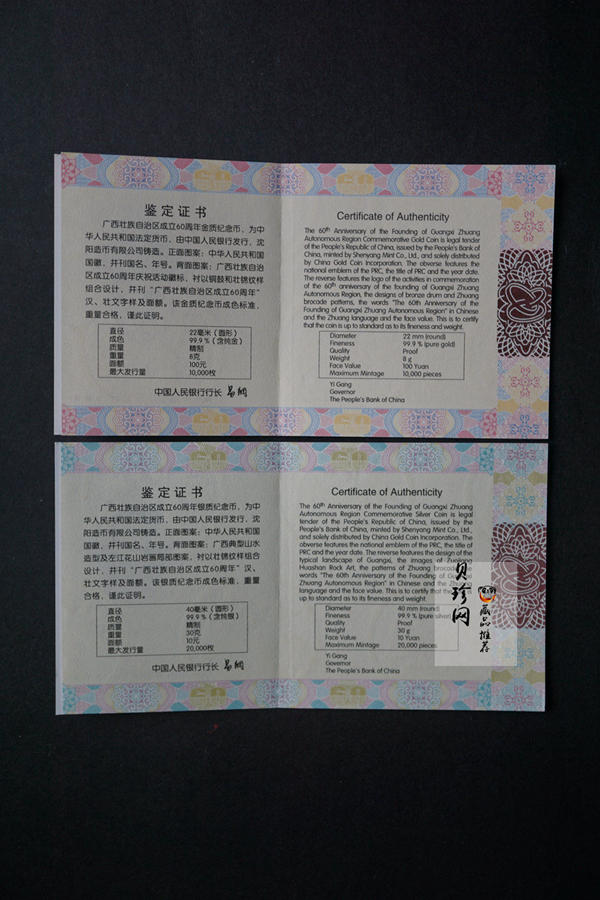 鉴定证书
广西壮族自治区成立60周年金质纪念币，为中
华人民共和国法定货币，由中国人民银行发行，沈
阳造币有限公司铸造。正面图案：中华人民共和国
国徽，并刊国名、年号。背面图案：广西壮族自治
区成立60周年庆祝活动徽标，衬以铜鼓和壮锦纹样
组合设计，并刊“广西壮族自治区成立60周年”
汉、壮文字样及面额。该金质纪念币成色标准，
重量合格，谨此证明。
直径 22毫米（圆形）
成色 99.9％（含纯金）
质量 精制
重量 8克
面额 100元
最大发行量 10,000枚
中国人民银行行长 易纲
Certificate of Authenticity
The 60th Anniversary of the Founding of Guangxi Zhuang
Autonomous Region Commemorative Gold Coin is legal tender
of the People's Republic of China, issued by the People's Bank of
China, minted by Shenyang Mint Co., Ltd., and solely distributed
by China Gold Coin Incorporation. The obverse features the
national emblem of the PRC, the title of PRC and the year date.
The reverse features the logo of the activities in commemoration
of the 60th anniversary of the founding of Guangxi Zhuang
Autonomous Region, the designs of bronze drum and Zhuang
brocade patterns, the words "The 60th Anniversary of the
Founding of Guangxi Zhuang Autonomous Region" in Chinese
and the Zhuang language and the face value. This is to certify
that the coin is up to standard as to its fineness and weight.
Diameter 22 mm (round)
Fineness 99.9 % (pure gold)
Quality Proof
Weight 8 g
Face Value 100 Yuan
Maximum Mintage 10,000 pieces
Yi Gang
Governor
The People's Bank of China
鉴定证书
广西壮族自治区成立60周年银质纪念币，为中
华人民共和国法定货币，由中国人民银行发行，沈
阳造币有限公司铸造。正面图案：中华人民共和国
国徽，并刊国名、年号。背面图案：广西典型山水
造型及左江花山岩画局部图案，衬以壮锦纹样组合
设计，并刊“广西壮族自治区成立60周年”汉、
壮文字样及面额。该银质纪念币成色标准，重量
合格，谨此证明。
直径 40毫米（圆形）
成色 99.9％（含纯银）
质量 精制
重量 30克
面额 10元
最大发行量 20,000枚
中国人民银行行长 易纲
Certificate of Authenticity
The 60th Anniversary of the Founding of Guangxi Zhuang
Autonomous Region Commemorative Silver Coin is legal
tender of the People's Republic of China, issued by the
People's Bank of China, minted by Shenyang Mint Co., Ltd.,
and solely distributed by China Gold Coin Incorporation. The
obverse features the national emblem of the PRC, the title of
PRC and the year date. The reverse features the design of the
typical landscape of Guangxi, the images of Zuojiang
Huashan Rock Art, the patterns of Zhuang brocade, the
words "The 60th Anniversary of the Founding of Guangxi
Zhuang Autonomous Region" in Chinese and the Zhuang
language and the face value. This is to certify that the coin is
up to standard as to its fineness and weight.
Diameter 40 mm (round)
Fineness 99.9 % (pure silver)
Quality Proof
Weight 30 g
Face Value 10 Yuan
Maximum Mintage 20,000 pieces
Yi Gang
Governor
The People's Bank of China
贝珍网
藏品推荐